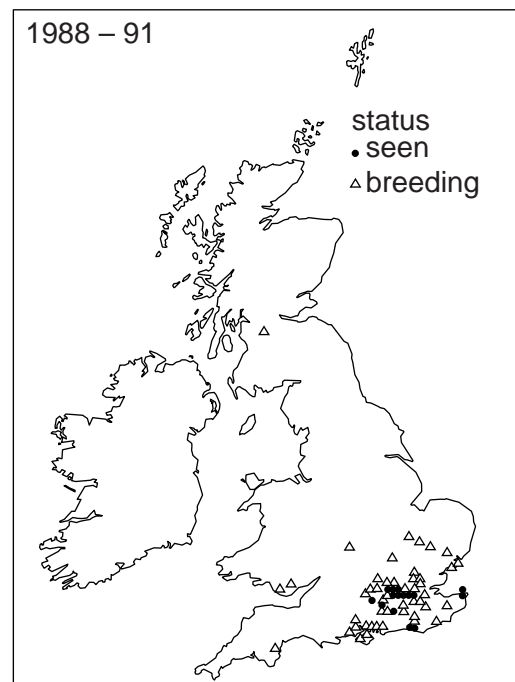 1988 – 91
status
seen
breeding